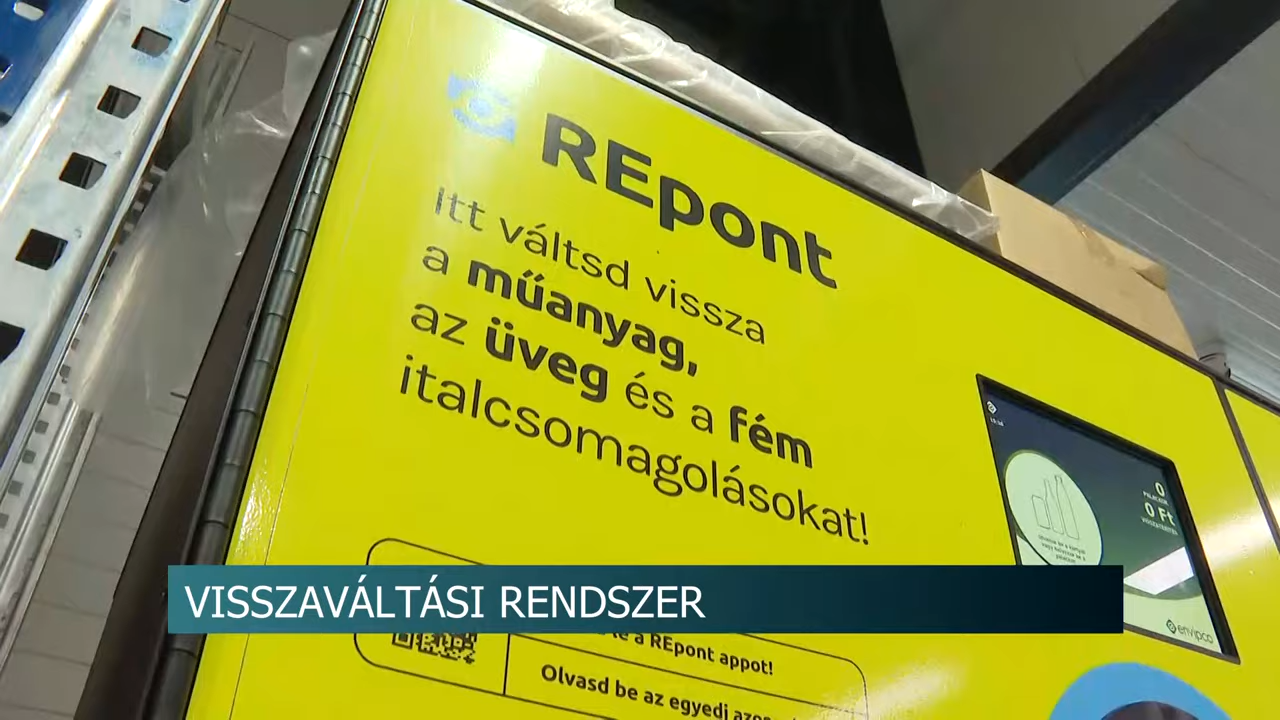 REpont
Itt váltsd vissza
a műanyag,
az üveg és a fém
italcsomagolásokat!
0
0 Ft
envipco
VISSZAVÁLTÁSI RENDSZER
le a REpont appot!
Olvasd be az egyedi